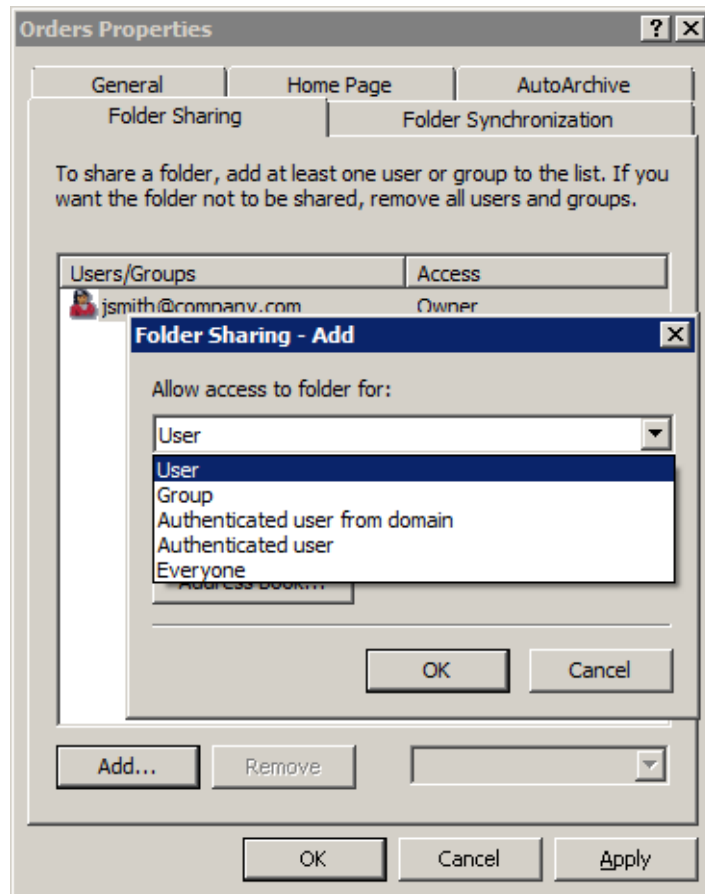 Orders Properties
General
Home Page
AutoArchive
Folder Sharing
Folder Synchronization
To share a folder, add at least one user or group to the list. If you
want the folder not to be shared, remove all users and groups.
Users/Groups
Access
jsmith@company.com
Owner
Folder Sharing - Add
Allow access to folder for:
User
User
Group
Authenticated user from domain
Authenticated user
Everyone
Address Book...
OK
Cancel
Add...
Remove
OK
Cancel
Apply